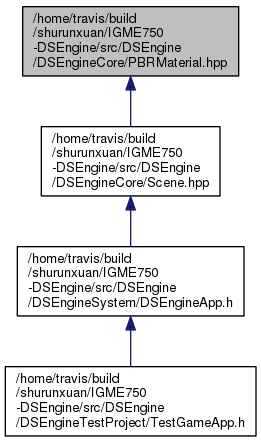 /home/travis/build
/shurunxuan/IGME750
-DSEngine/src/DSEngine
/DSEngineCore/PBRMaterial.hpp
/home/travis/build
/shurunxuan/IGME750
-DSEngine/src/DSEngine
/DSEngineCore/Scene.hpp
/home/travis/build
/shurunxuan/IGME750
-DSEngine/src/DSEngine
/DSEngineSystem/DSEngineApp.h
/home/travis/build
/shurunxuan/IGME750
-DSEngine/src/DSEngine
/DSEngineTestProject/TestGameApp.h